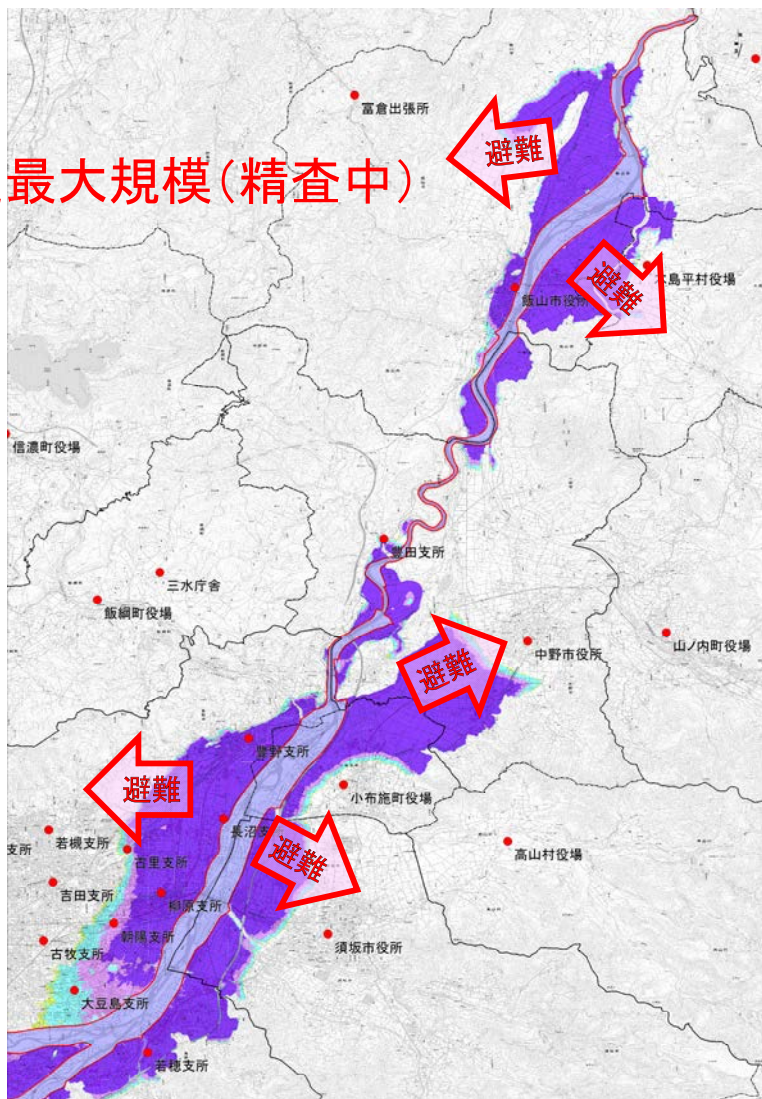 富倉出張所
避難
最大規模(精査中)
避難
木島平村役場
飯山市役所
信濃町役場
豊田支所
三水庁舎
飯綱町役場
中野市役所
山ノ内町役場
避難
豊野支所
避難
小布施町役場
長沼支
若槻支所
支所
古里支所
避難
高山村役場
吉田支所
柳原支所
朝陽支所
須坂市役所
古牧支所
大豆島支所
若穂支所